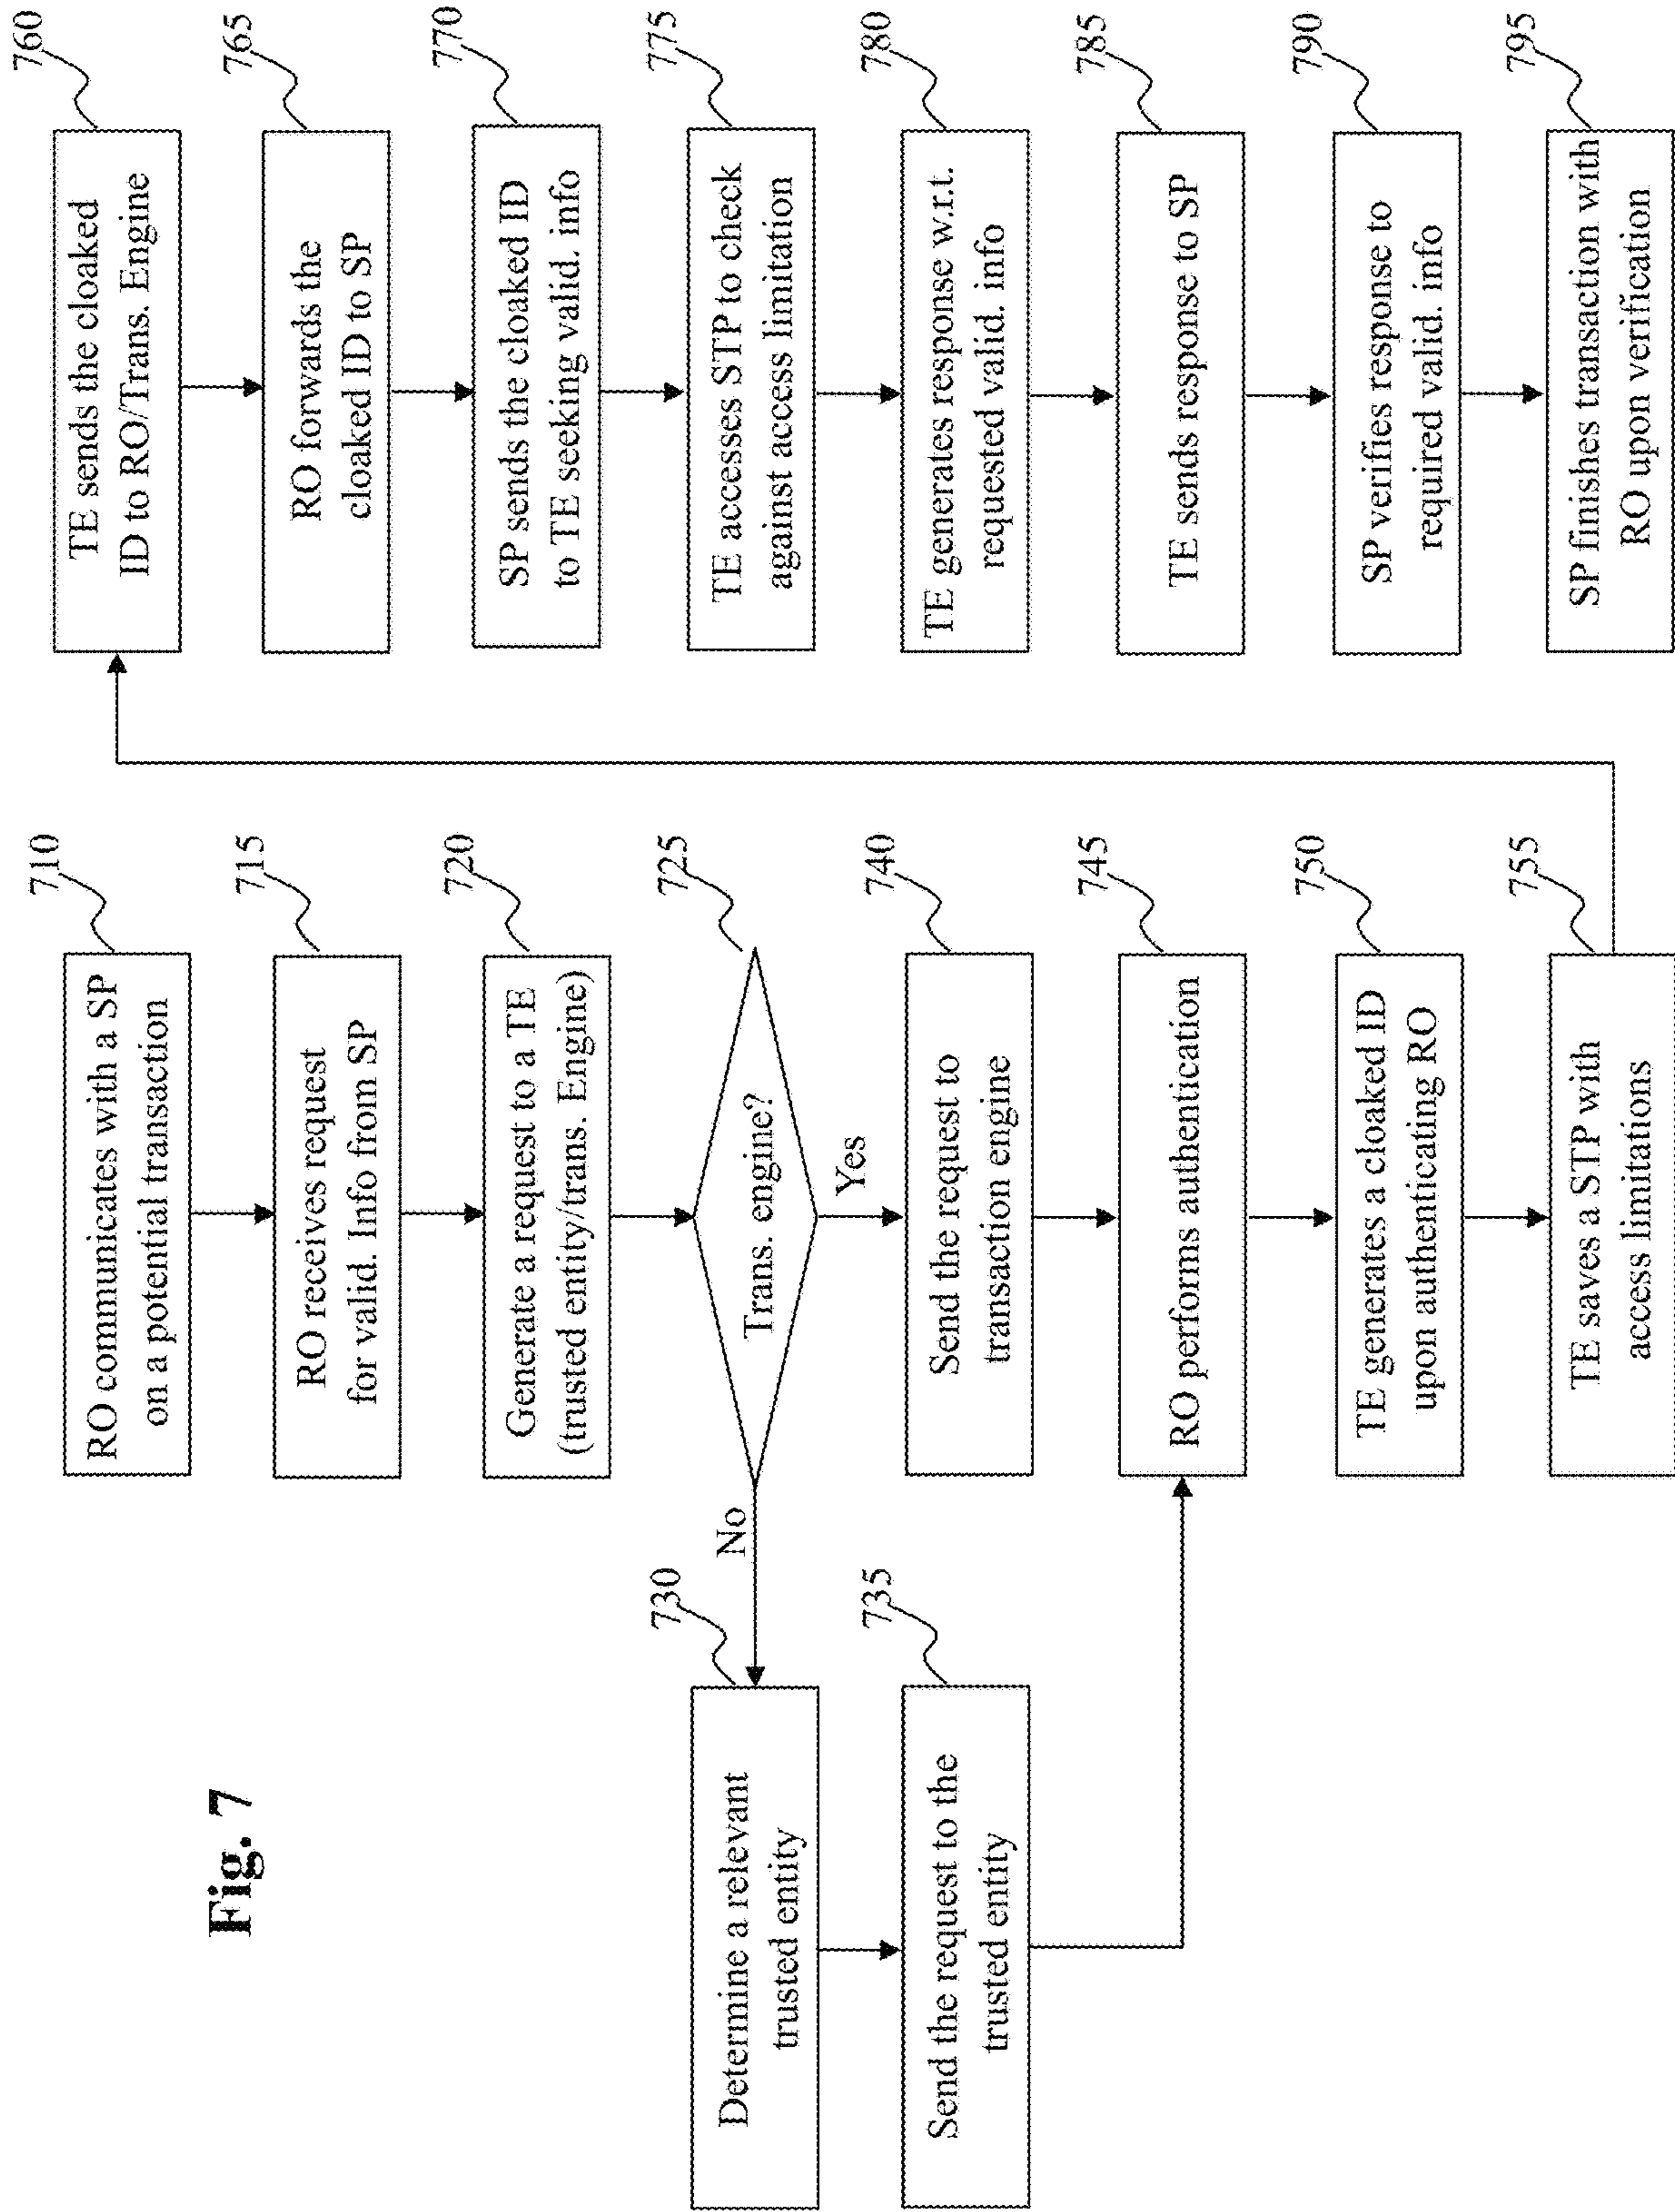 Fig. 7
710
RO communicates with a SP
on a potential transaction
715
RO receives request
for valid. Info from SP
720
Generate a request to a TE
(trusted entity/trans. Engine)
725
Trans. engine?
No
Yes
730
Determine a relevant
trusted entity
735
Send the request to the
trusted entity
740
Send the request to
transaction engine
745
RO performs authentication
750
TE generates a cloaked ID
upon authenticating RO
755
TE saves a STP with
access limitations
760
TE sends the cloaked
ID to RO/Trans. Engine
765
RO forwards the
cloaked ID to SP
770
SP sends the cloaked ID
to TE seeking valid. info
775
TE accesses STP to check
against access limitation
780
TE generates response w.r.t.
requested valid. info
785
TE sends response to SP
790
SP verifies response to
required valid. info
795
SP finishes transaction with
RO upon verification